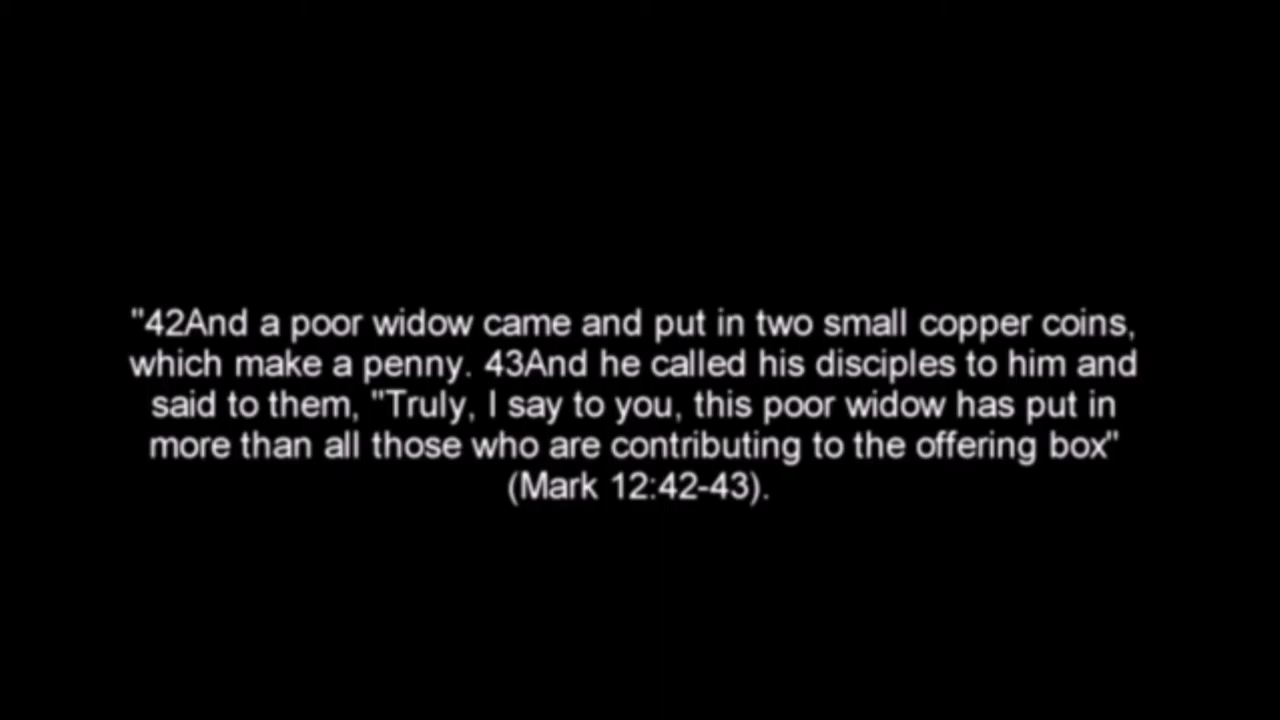 "42And a poor widow came and put in two small copper coins,
which make a penny. 43And he called his disciples to him and
said to them, "Truly, I say to you, this poor widow has put in
more than all those who are contributing to the offering box"
(Mark 12:42-43).